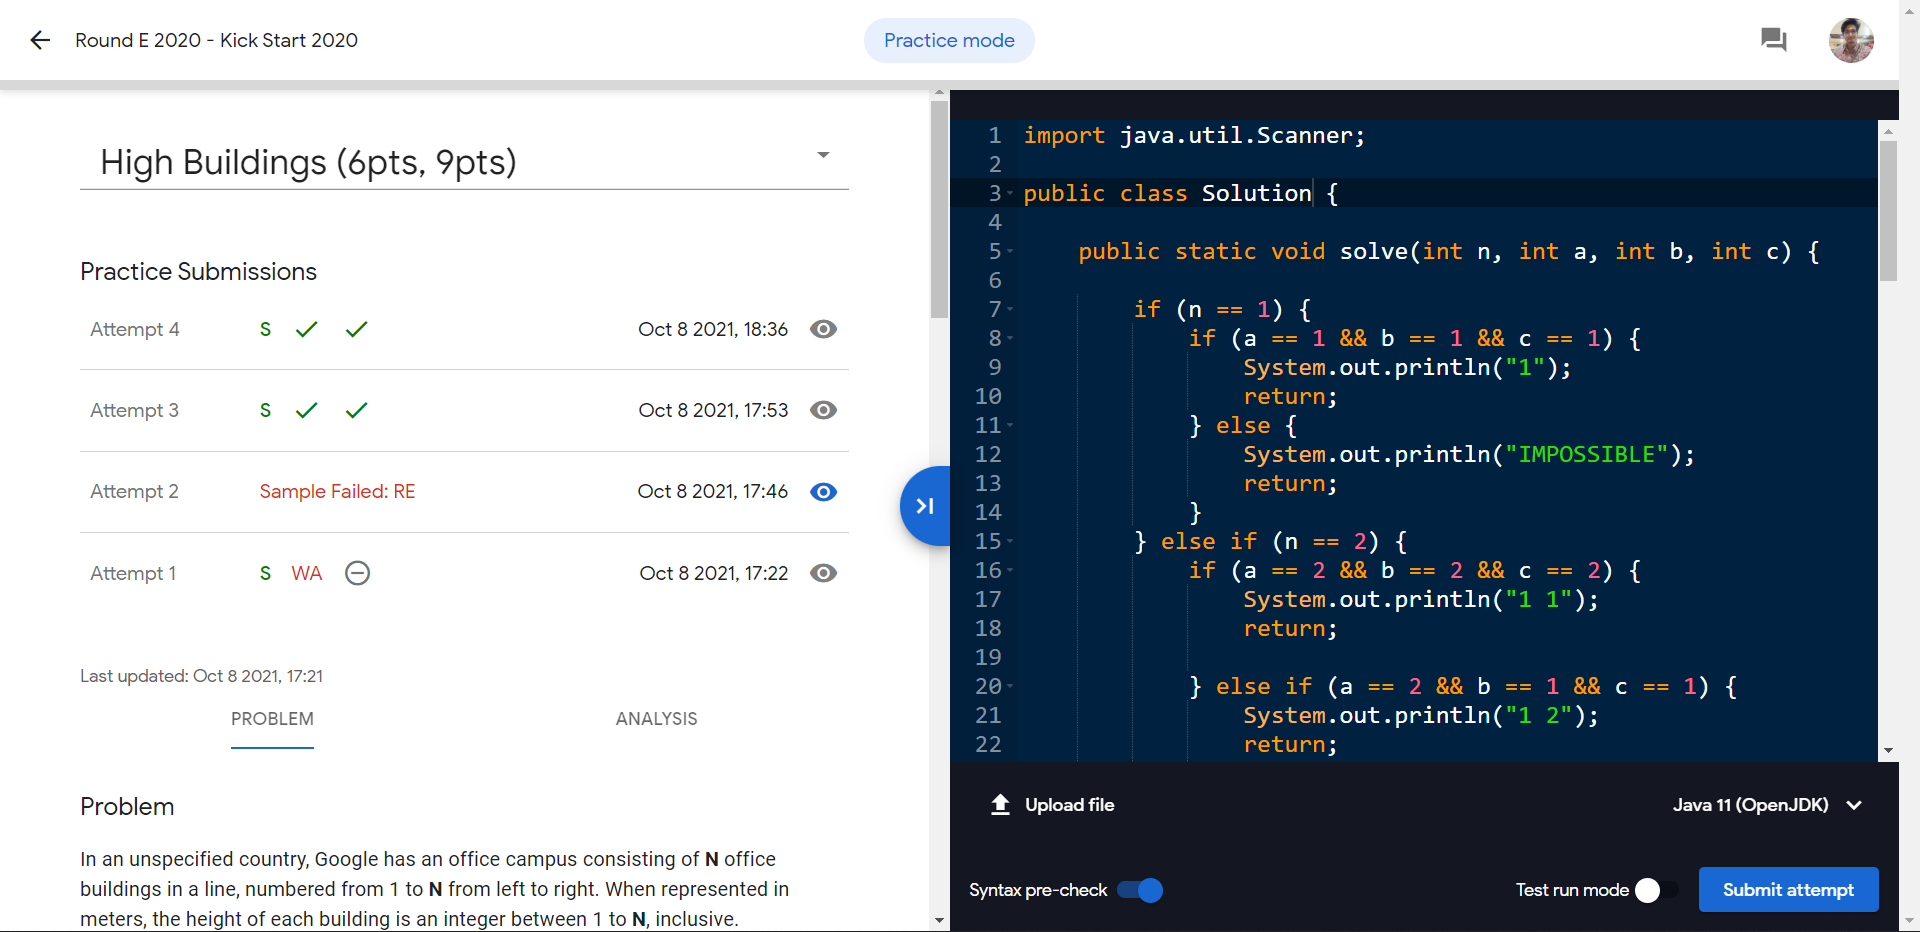 Round E 2020 - Kick Start 2020
Practice mode
High Buildings (6pts, 9pts)
Practice Submissions
Attempt 4 S Oct 8 2021, 18:36
Attempt 3 S Oct 8 2021, 17:53
Attempt 2 Sample Failed: RE Oct 8 2021, 17:46
Attempt 1 S WA Oct 8 2021, 17:22
Last updated: Oct 8 2021, 17:21
PROBLEM ANALYSIS
Problem
In an unspecified country, Google has an office campus consisting of N office
buildings in a line, numbered from 1 to N from left to right. When represented in
meters, the height of each building is an integer between 1 to N, inclusive.
1 import java.util.Scanner;
2
3 public class Solution {
4
5 public static void solve(int n, int a, int b, int c) {
6
7 if (n == 1) {
8 if (a == 1 && b == 1 && c == 1) {
9 System.out.println("1");
10 return;
11 } else {
12 System.out.println("IMPOSSIBLE");
13 return;
14 }
15 } else if (n == 2) {
16 if (a == 2 && b == 2 && c == 2) {
17 System.out.println("1 1");
18 return;
19
20 } else if (a == 2 && b == 1 && c == 1) {
21 System.out.println("1 2");
22 return;
Upload file
Java 11 (OpenJDK)
Syntax pre-check
Test run mode
Submit attempt